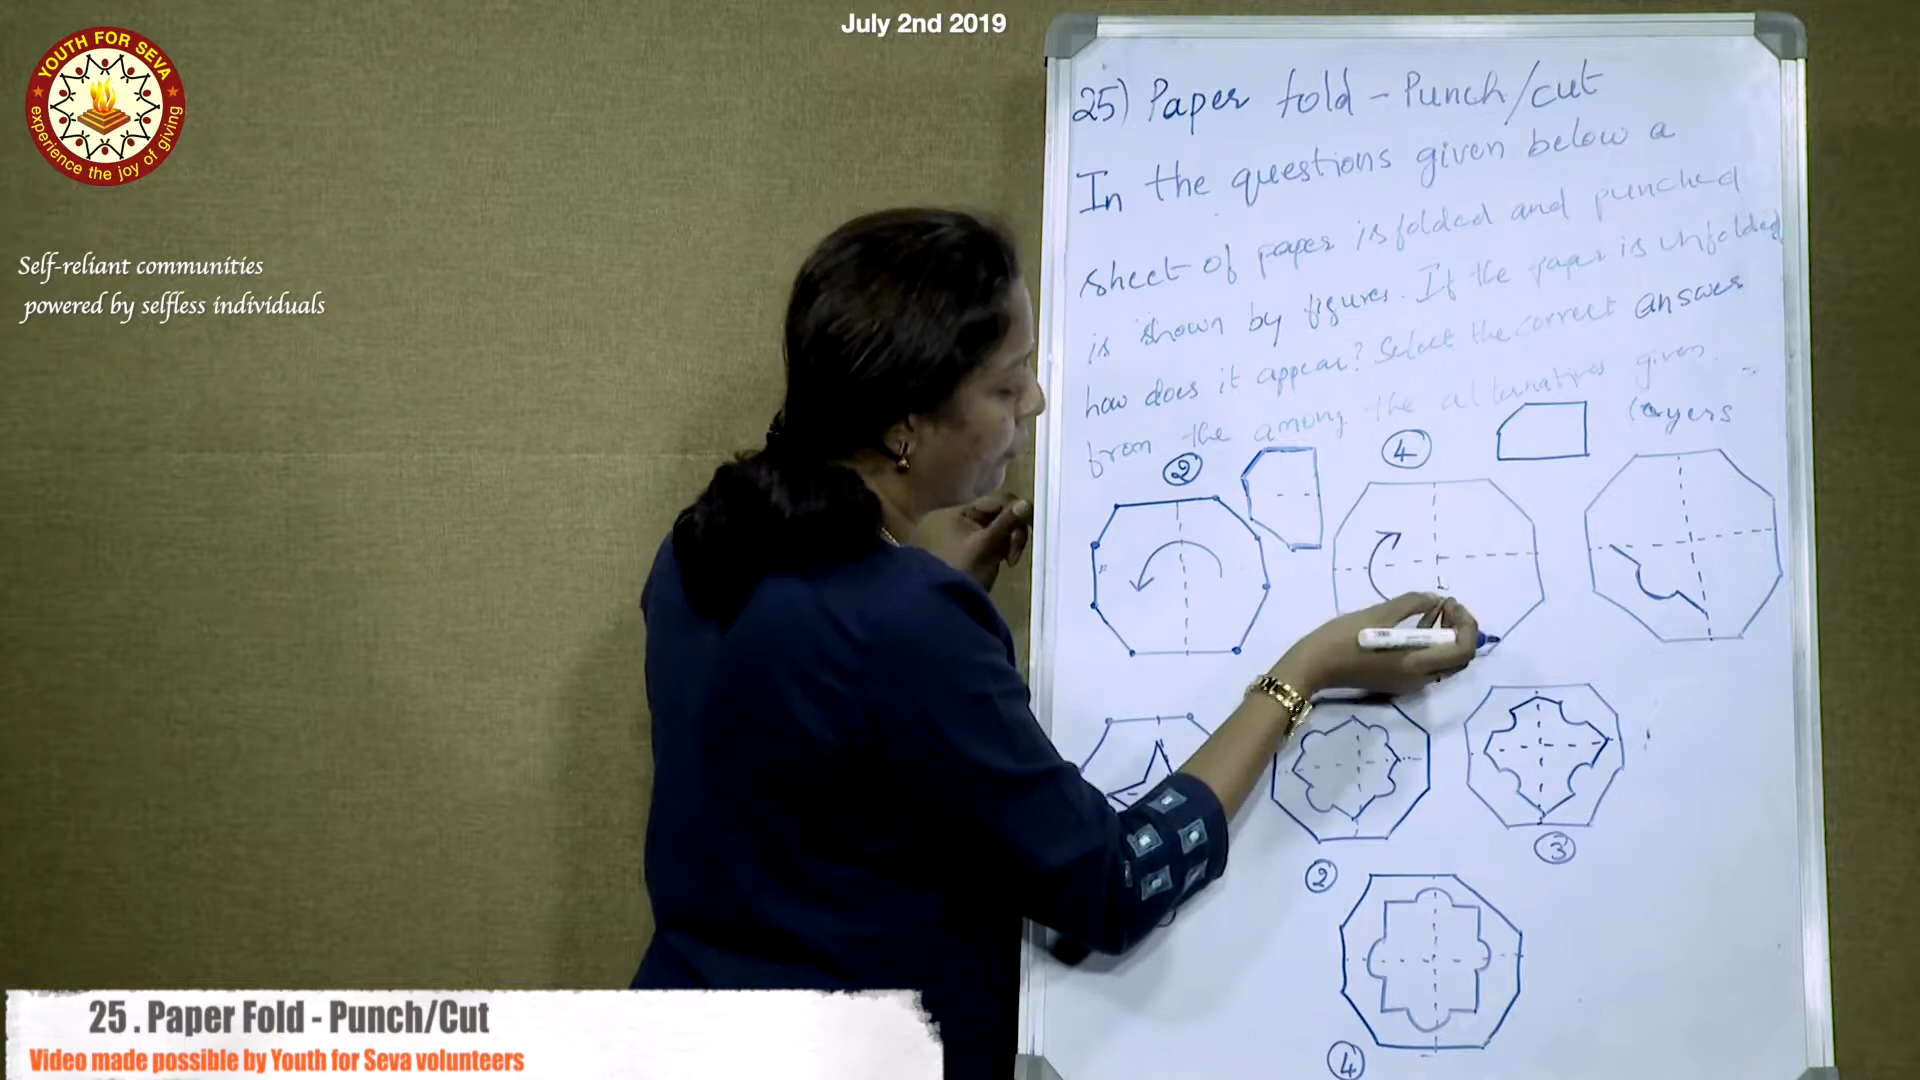 July 2nd 2019
YOUTH FOR SEVA
experience the joy of giving
Self-reliant communities
powered by selfless individuals
25) Paper fold - Punch/cut
In the questions given below a
sheet of paper is folded and punched
is shown by figures. If the paper is unfolded
how does it appear? Select the correct answer
from the among the alternatives given.
layers
2
4
2
3
4
25 . Paper Fold - Punch/Cut
Video made possible by Youth for Seva volunteers